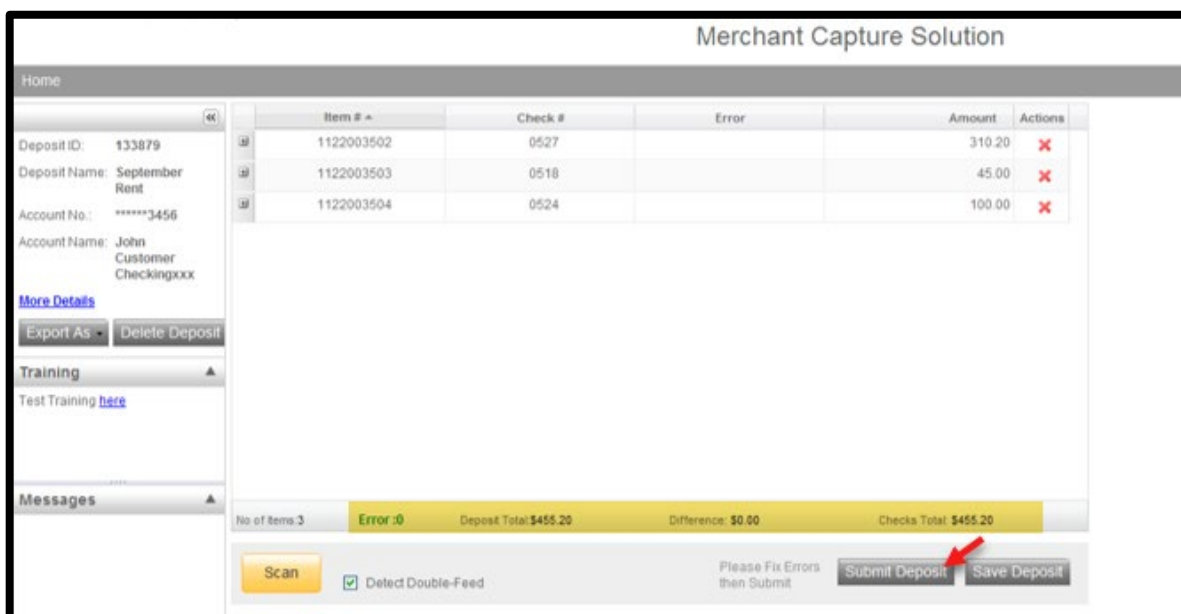 Merchant Capture Solution
Home
Deposit ID: 133879
Deposit Name: September
Rent
Account No.: ******3456
Account Name: John
Customer
Checkingxxx
More Details
Export As Delete Deposit
Training
Test Training here
Messages
Item # Check # Error Amount Actions
1122003502 0527 310.20
1122003503 0518 45.00
1122003504 0524 100.00
No of Items:3 Error :0 Deposit Total:$455.20 Difference: $0.00 Checks Total: $455.20
Scan Detect Double-Feed Please Fix Errors
then Submit Submit Deposit Save Deposit